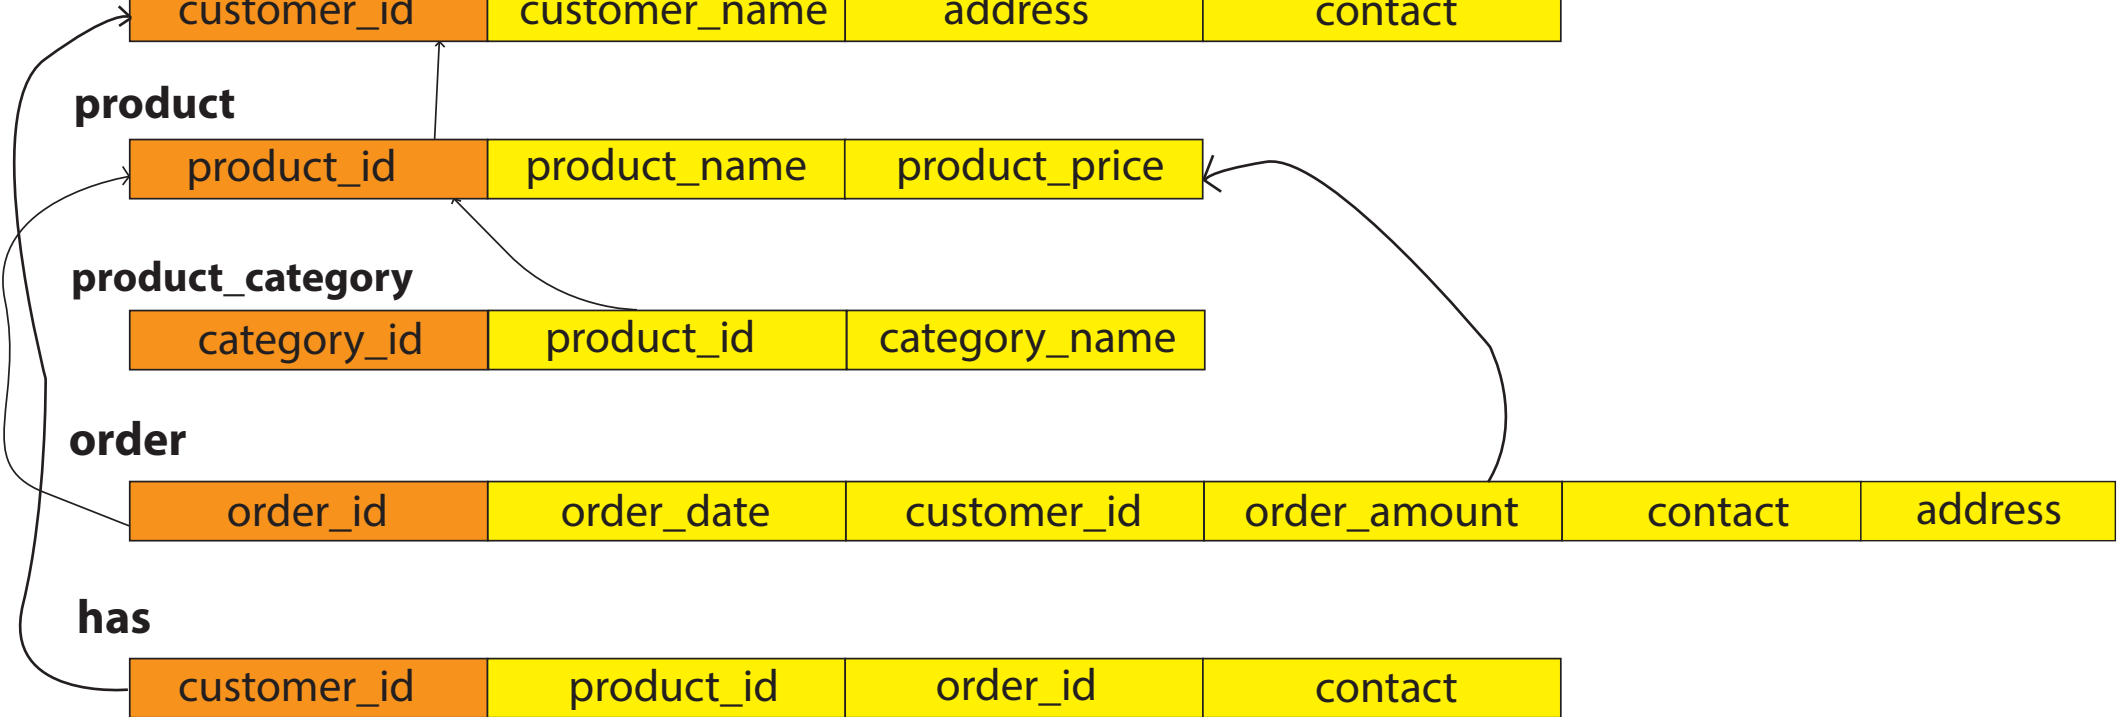 customer_id customer_name address contact
product
product_id product_name product_price
product_category
category_id product_id category_name
order
order_id order_date customer_id order_amount contact address
has
customer_id product_id order_id contact